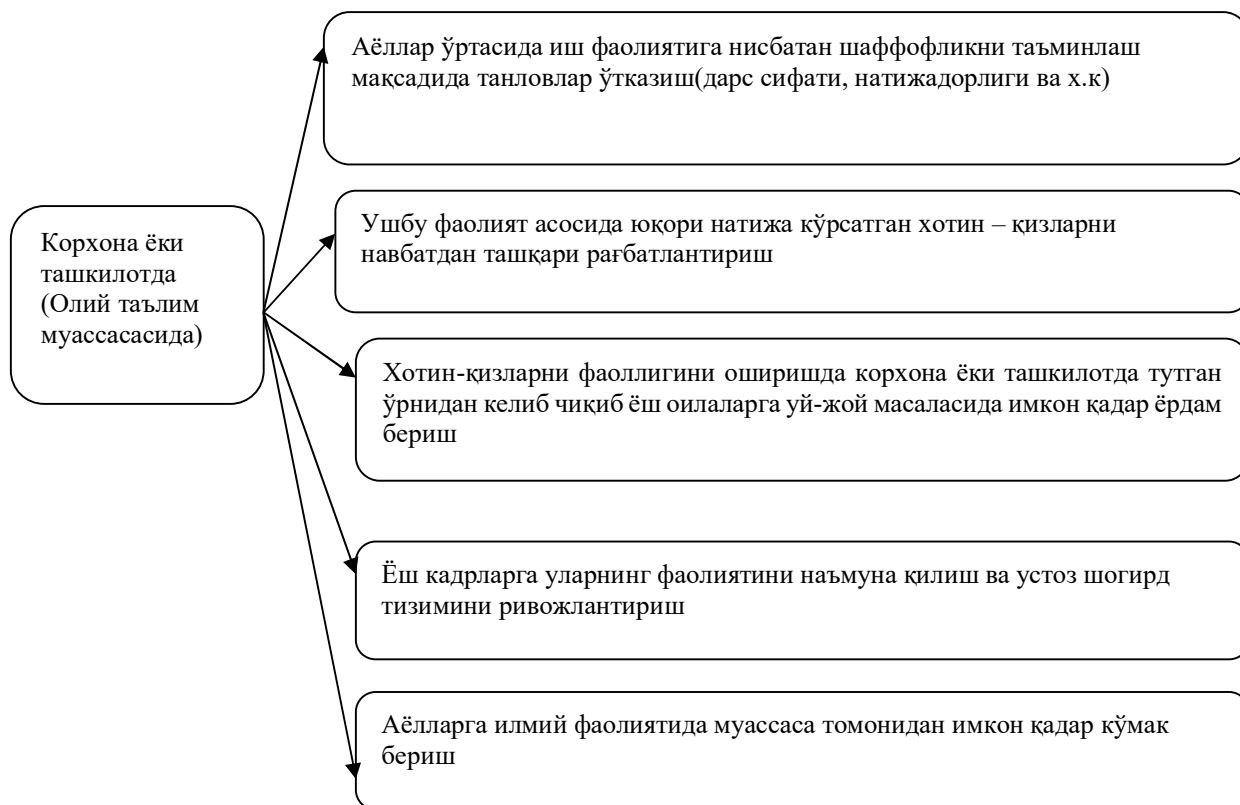 Аёллар ўртасида иш фаолиятига нисбатан шаффофликни таъминлаш
мақсадида танловлар ўтказиш(дарс сифати, натижадорлиги ва х.к)
Корхона ёки
ташкилотда
(Олий таълим
муассасасида)
Ушбу фаолият асосида юқори натижа кўрсатган хотин – қизларни
навбатдан ташқари рағбатлантириш
Хотин-қизларни фаоллигини оширишда корхона ёки ташкилотда тутган
ўрнидан келиб чиқиб ёш оилаларга уй-жой масаласида имкон қадар ёрдам
бериш
Ёш кадрларга уларнинг фаолиятини наъмуна қилиш ва устоз шогирд
тизимини ривожлантириш
Аёлларга илмий фаолиятида муассаса томонидан имкон қадар кўмак
бериш